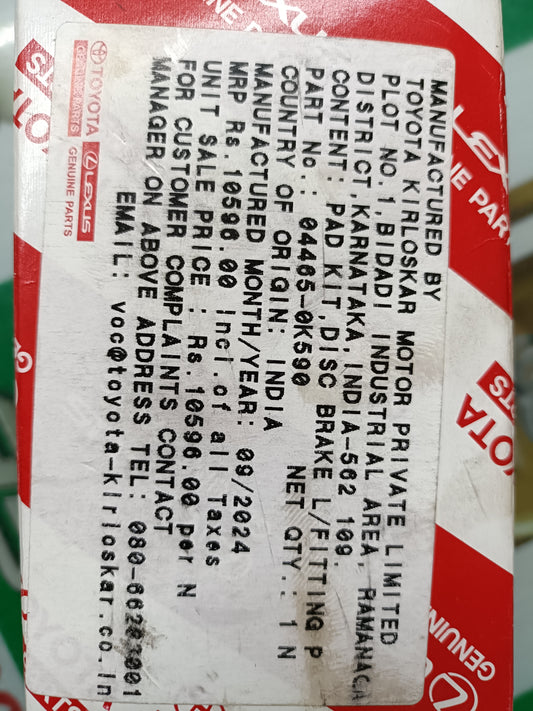 TOYOTA
GENUINE PARTS
LEXUS
GENUINE PARTS
MANUFACTURED BY
TOYOTA KIRLOSKAR MOTOR PRIVATE LIMITED
PLOT NO.1,BIDADI INDUSTRIAL AREA, RAMANAGA
DISTRICT,KARNATAKA,INDIA-562 109.
CONTENT: PAD KIT,DISC BRAKE L/FITTING P
PART No.: 04465-0K590 NET QTY.: 1 N
COUNTRY OF ORIGIN: INDIA
MANUFACTURED MONTH/YEAR: 09/2024
MRP Rs.10596.00 incl.of all Taxes
UNIT SALE PRICE : Rs.10596.00 per N
FOR CUSTOMER COMPLAINTS CONTACT
MANAGER ON ABOVE ADDRESS TEL: 080-66293001
EMAIL: voc@toyota-kirloskar.co.in
LEXUS
GENUINE PARTS